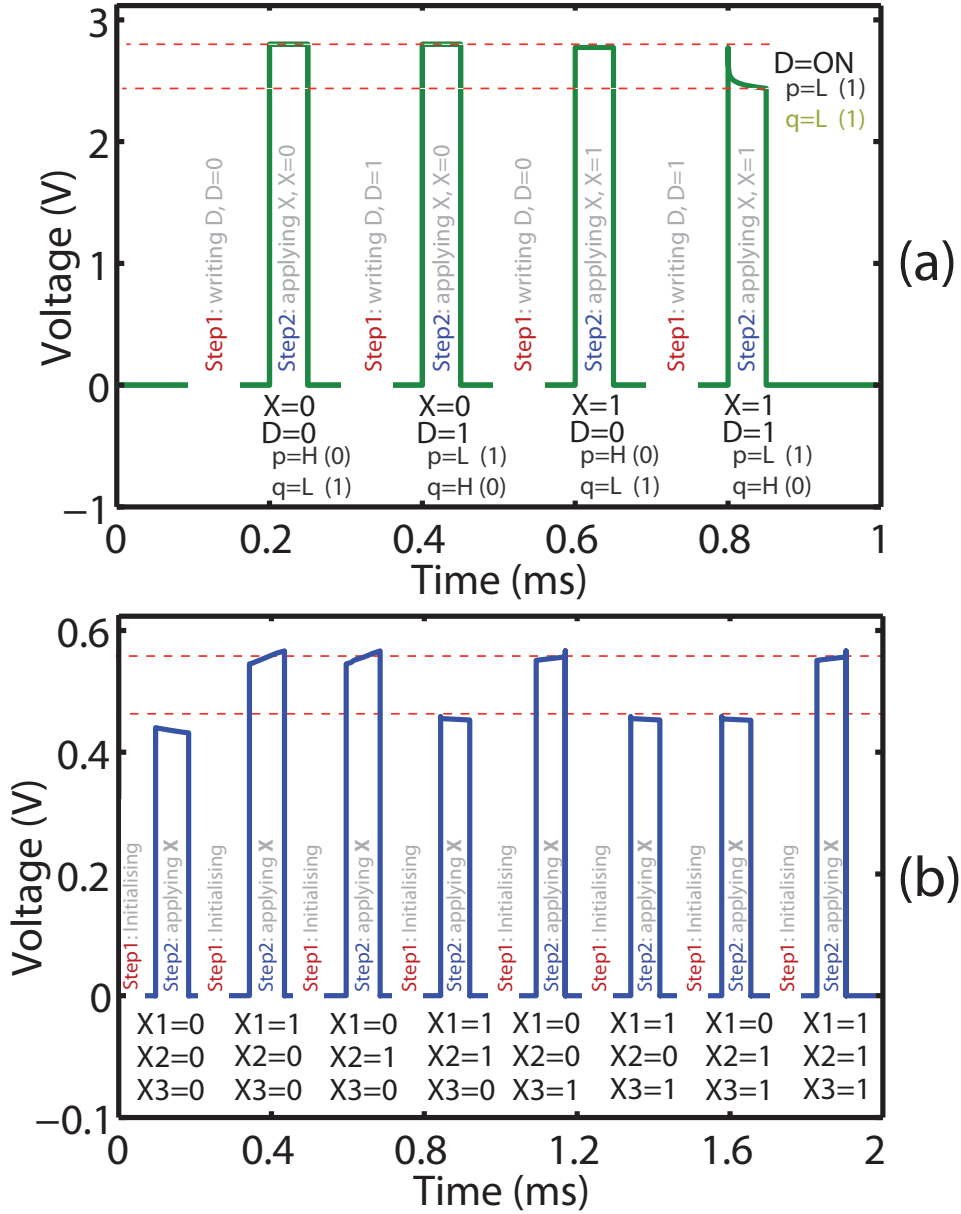 3
2
1
0
−1
Voltage (V)
D=ON
p=L (1)
q=L (1)
Step1: writing D, D=0
Step2: applying X, X=0
Step1: writing D, D=1
Step2: applying X, X=0
Step1: writing D, D=0
Step2: applying X, X=1
Step1: writing D, D=1
Step2: applying X, X=1
(a)
X=0 X=0 X=1 X=1
D=0 D=1 D=0 D=1
p=H (0) p=L (1) p=H (0) p=L (1)
q=L (1) q=H (0) q=L (1) q=H (0)
0 0.2 0.4 0.6 0.8 1
Time (ms)
0.6
0.4
0.2
0
−0.1
Voltage (V)
Step1: Initialising
Step2: applying X
Step1: Initialising
Step2: applying X
Step1: Initialising
Step2: applying X
Step1: Initialising
Step2: applying X
Step1: Initialising
Step2: applying X
Step1: Initialising
Step2: applying X
Step1: Initialising
Step2: applying X
Step1: Initialising
Step2: applying X
(b)
X1=0 X1=1 X1=0 X1=1 X1=0 X1=1 X1=0 X1=1
X2=0 X2=0 X2=1 X2=1 X2=0 X2=0 X2=1 X2=1
X3=0 X3=0 X3=0 X3=0 X3=1 X3=1 X3=1 X3=1
0 0.4 0.8 1.2 1.6 2
Time (ms)